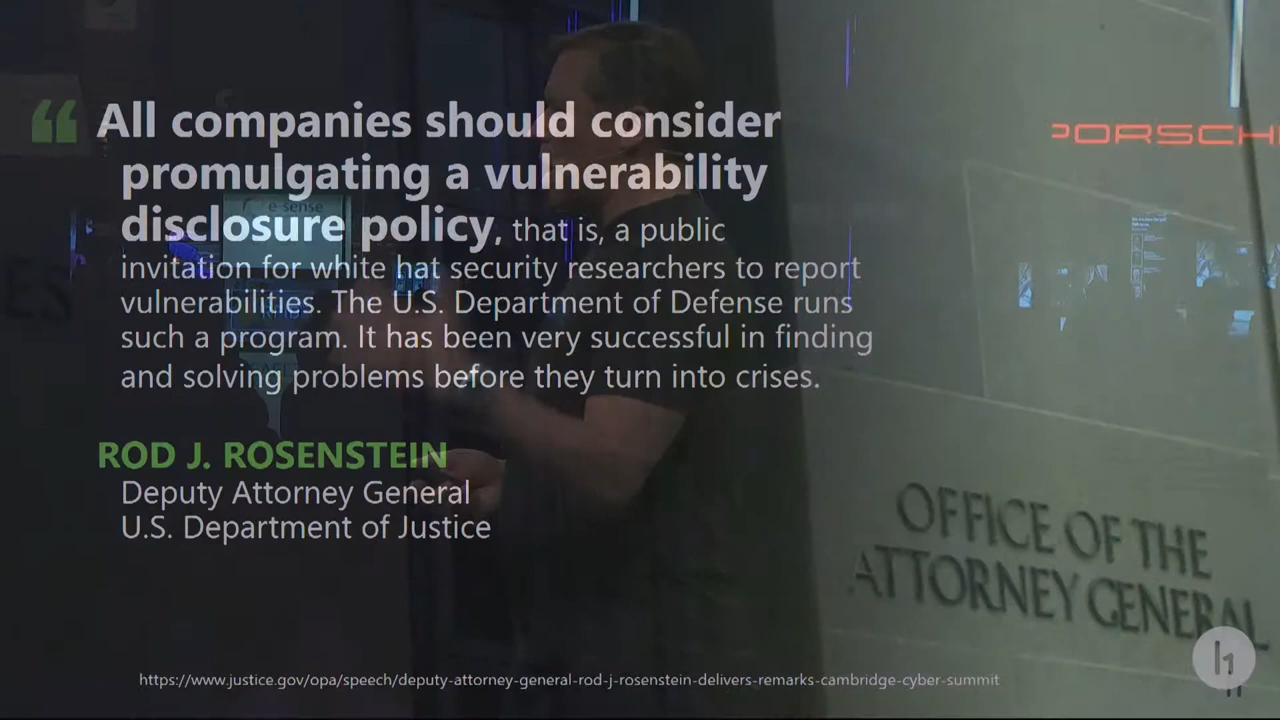 “ All companies should consider
promulgating a vulnerability
disclosure policy, that is, a public
invitation for white hat security researchers to report
vulnerabilities. The U.S. Department of Defense runs
such a program. It has been very successful in finding
and solving problems before they turn into crises.
ROD J. ROSENSTEIN
Deputy Attorney General
U.S. Department of Justice
https://www.justice.gov/opa/speech/deputy-attorney-general-rod-j-rosenstein-delivers-remarks-cambridge-cyber-summit
PORSCH
e-sense
ES
OFFICE OF THE
ATTORNEY GENERAL
h1